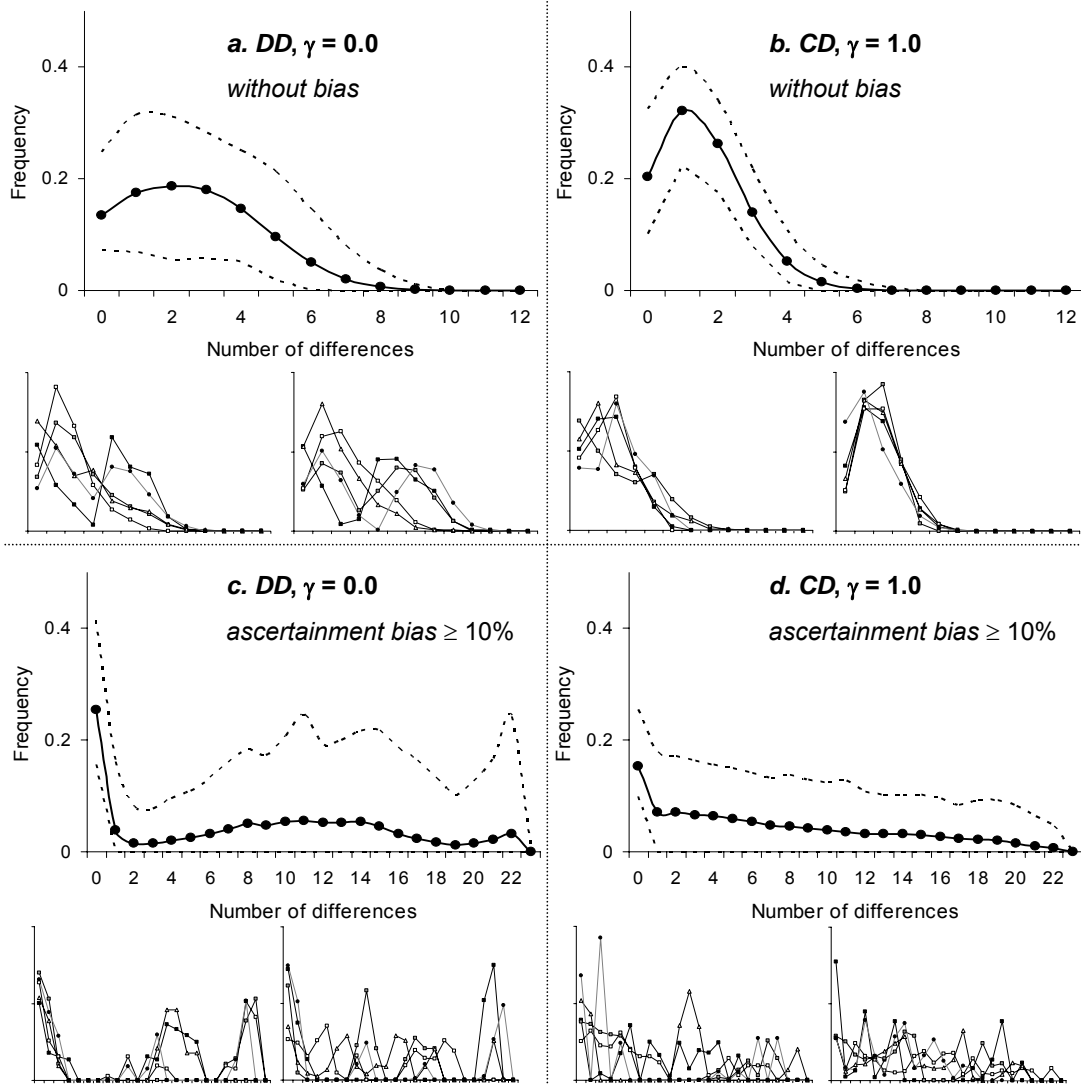 a. DD, γ = 0.0
without bias
Frequency
0.4
0.2
0
0 2 4 6 8 10 12
Number of differences
b. CD, γ = 1.0
without bias
Frequency
0.4
0.2
0
0 2 4 6 8 10 12
Number of differences
c. DD, γ = 0.0
ascertainment bias ≥ 10%
Frequency
0.4
0.2
0
0 2 4 6 8 10 12 14 16 18 20 22
Number of differences
d. CD, γ = 1.0
ascertainment bias ≥ 10%
Frequency
0.4
0.2
0
0 2 4 6 8 10 12 14 16 18 20 22
Number of differences